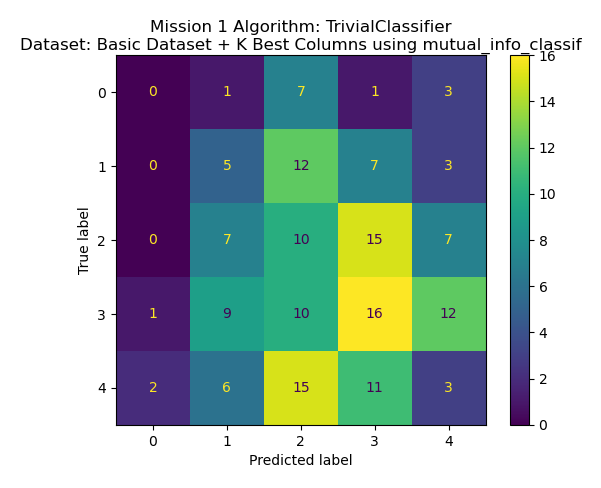 Mission 1 Algorithm: TrivialClassifier
Dataset: Basic Dataset + K Best Columns using mutual_info_classif
0 0 1 7 1 3
1 0 5 12 7 3
2 0 7 10 15 7
3 1 9 10 16 12
4 2 6 15 11 3
0 1 2 3 4
True label
Predicted label
16
14
12
10
8
6
4
2
0